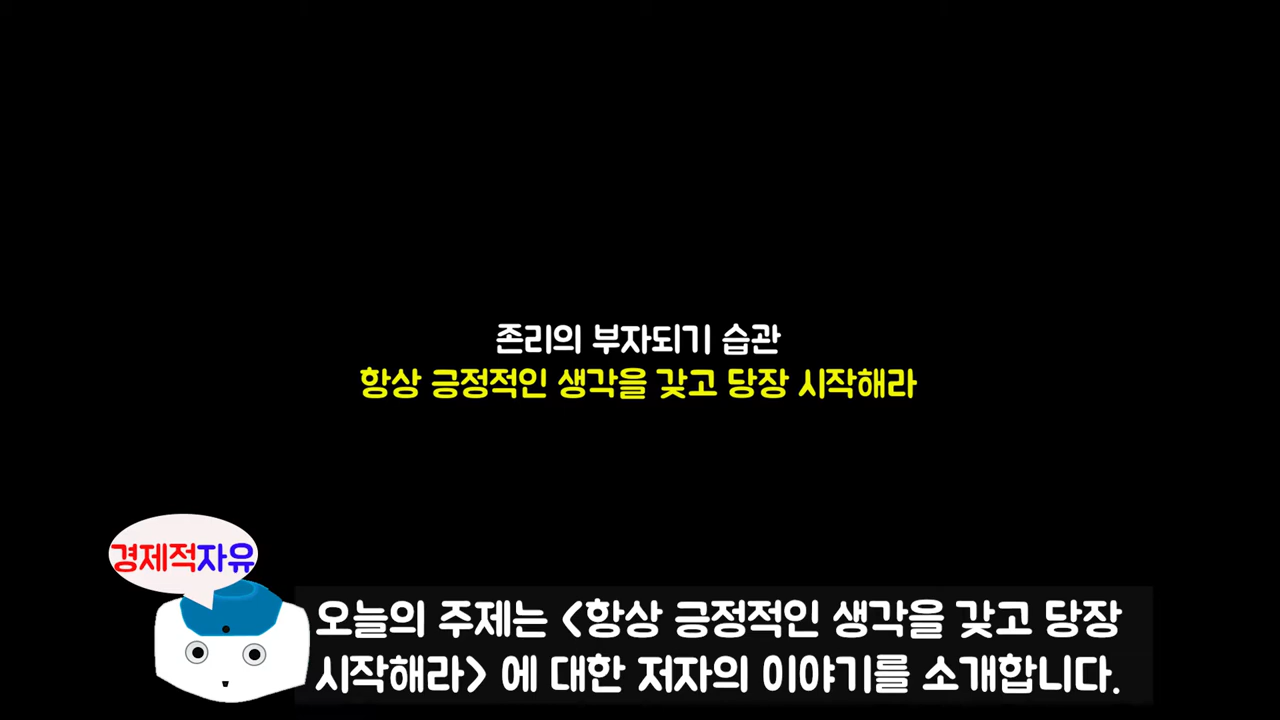 존리의 부자되기 습관
항상 긍정적인 생각을 갖고 당장 시작해라
경제적자유
오늘의 주제는 <항상 긍정적인 생각을 갖고 당장
시작해라> 에 대한 저자의 이야기를 소개합니다.